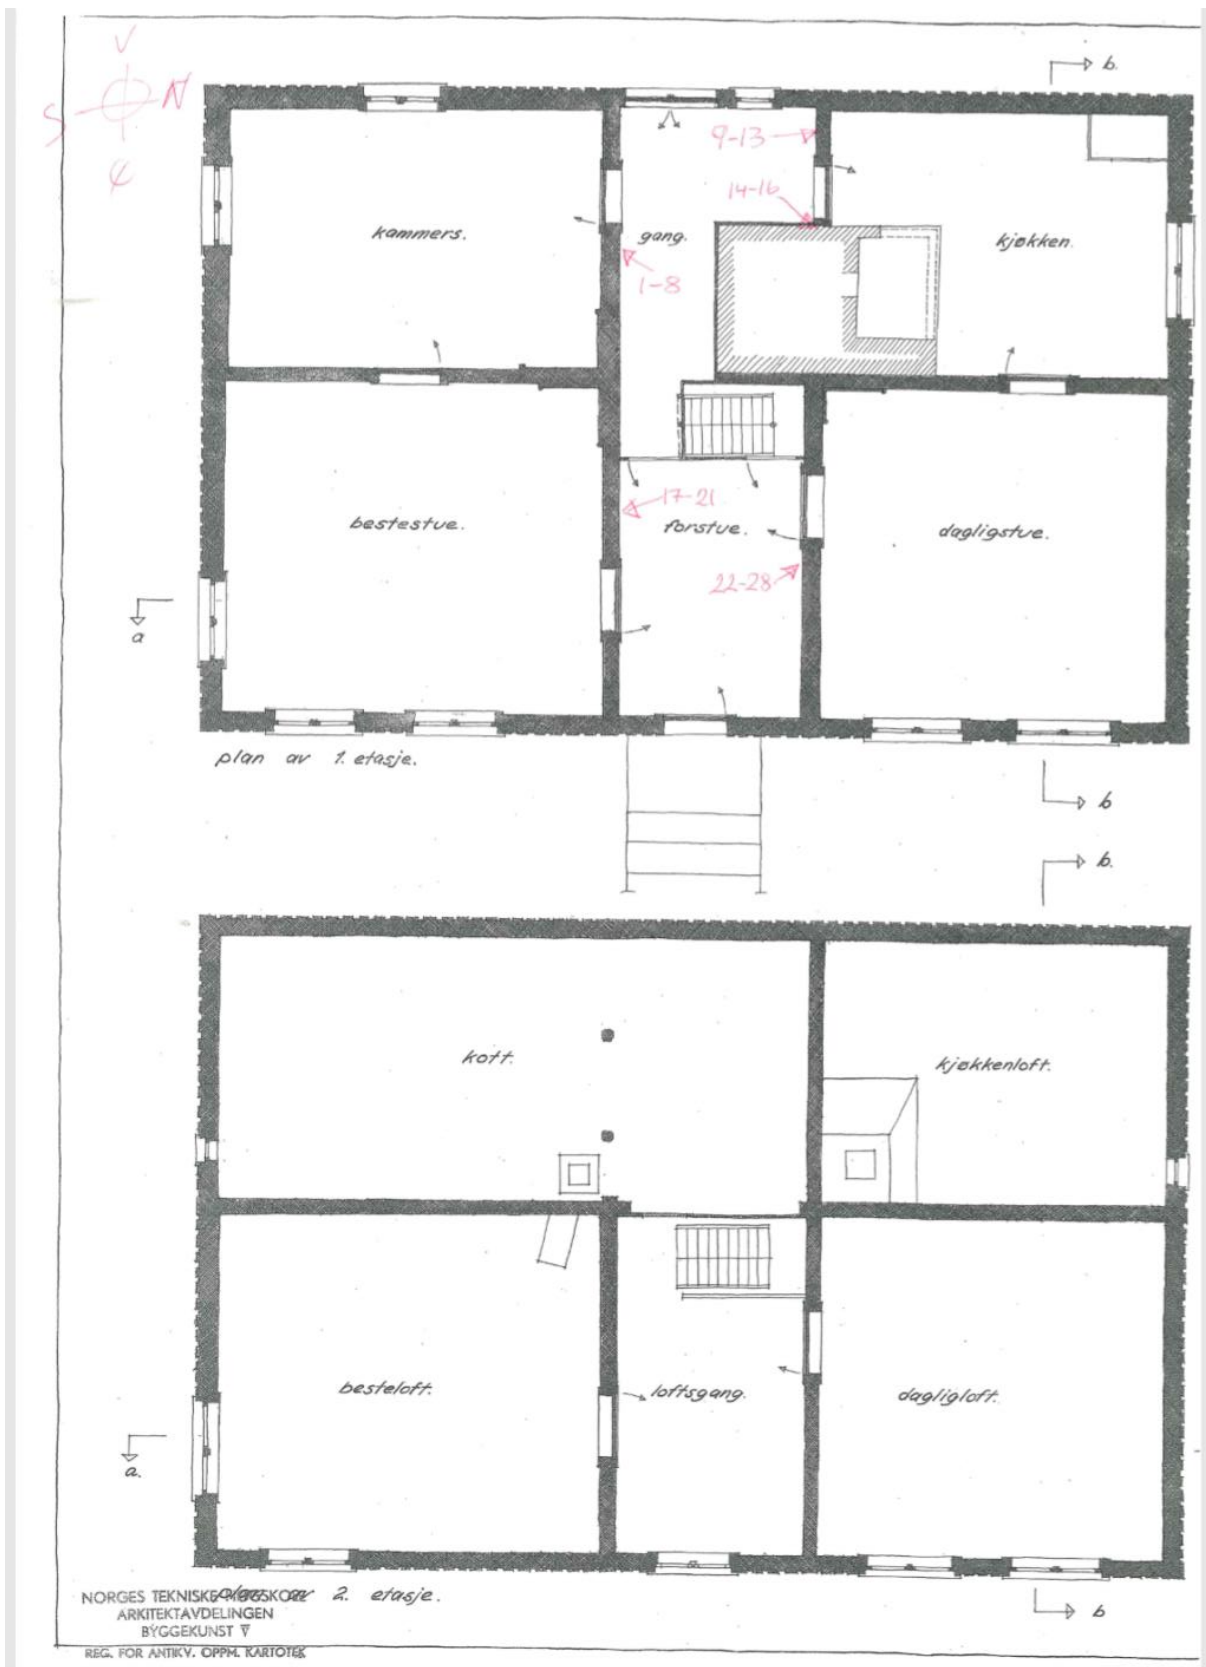 V
S N
b.
9-13
14-16
kammers.
gang.
kjøkken.
1-8
bestestue.
17-21
forstue.
dagligstue.
22-28
a
plan av 1. etasje.
b
b.
kott.
kjøkkenloft.
besteloft.
loftsgang.
dagligloft.
a.
plan av 2. etasje.
b
NORGES TEKNISKE HØGSKOLE
ARKITEKTAVDELINGEN
BYGGEKUNST V
REG. FOR ANTIKV. OPPM. KARTOTEK